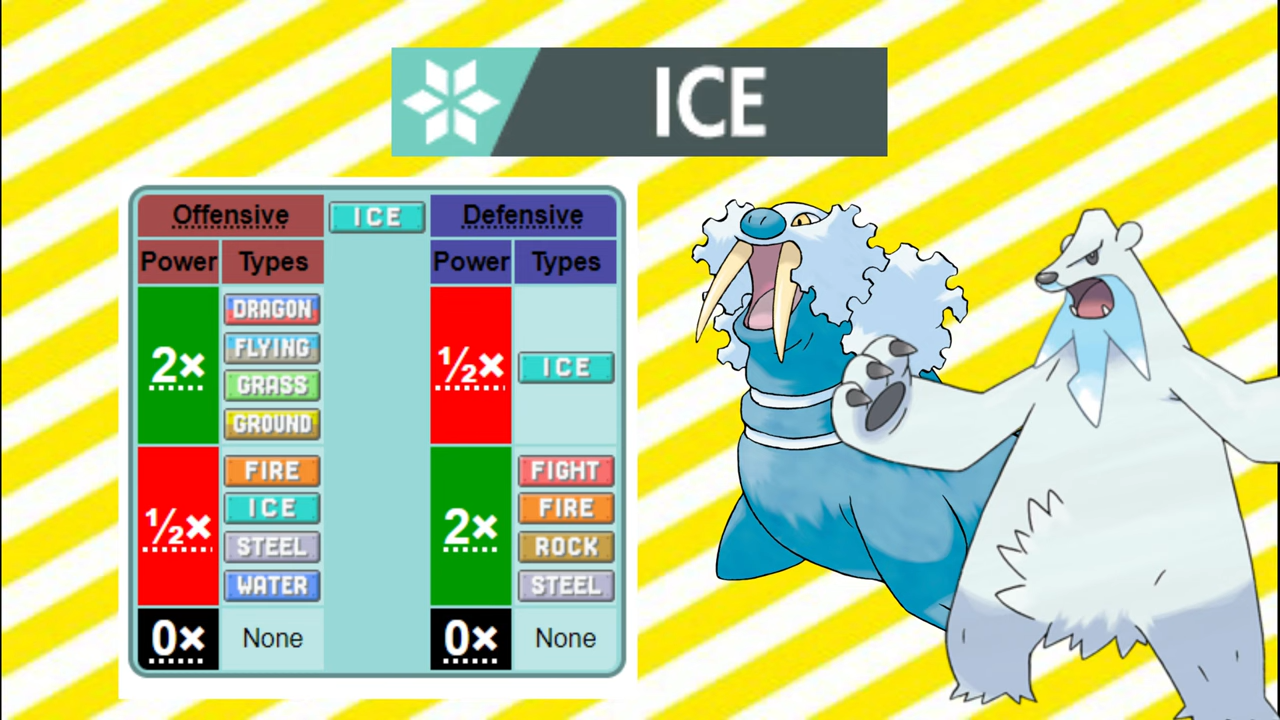 ICE
Offensive ICE Defensive
Power Types Power Types
2× DRAGON ½× ICE
FLYING
GRASS
GROUND
½× FIRE 2× FIGHT
ICE FIRE
STEEL ROCK
WATER STEEL
0× None 0× None